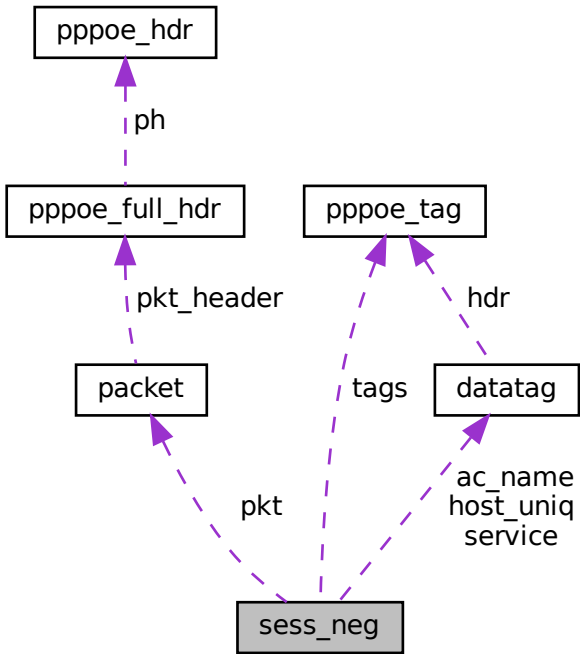 pppoe_hdr
ph
pppoe_full_hdr
pppoe_tag
pkt_header
hdr
packet
tags
datatag
ac_name
host_uniq
service
pkt
sess_neg